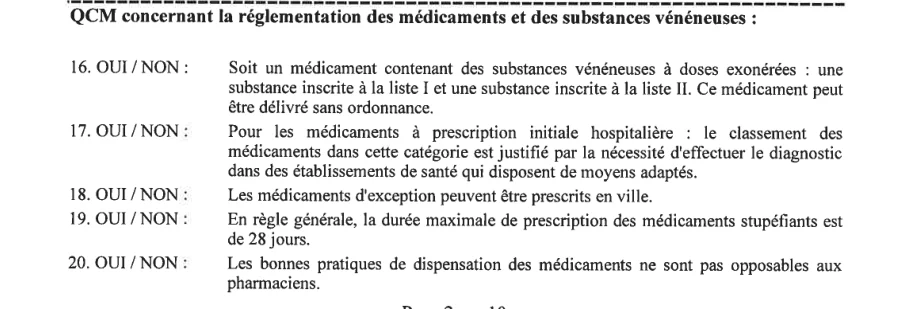 QCM concernant la réglementation des médicaments et des substances vénéneuses :
16. OUI / NON : Soit un médicament contenant des substances vénéneuses à doses exonérées : une
substance inscrite à la liste I et une substance inscrite à la liste II. Ce médicament peut
être délivré sans ordonnance.
17. OUI / NON : Pour les médicaments à prescription initiale hospitalière : le classement des
médicaments dans cette catégorie est justifié par la nécessité d'effectuer le diagnostic
dans des établissements de santé qui disposent de moyens adaptés.
18. OUI / NON : Les médicaments d'exception peuvent être prescrits en ville.
19. OUI / NON : En règle générale, la durée maximale de prescription des médicaments stupéfiants est
de 28 jours.
20. OUI / NON : Les bonnes pratiques de dispensation des médicaments ne sont pas opposables aux
pharmaciens.